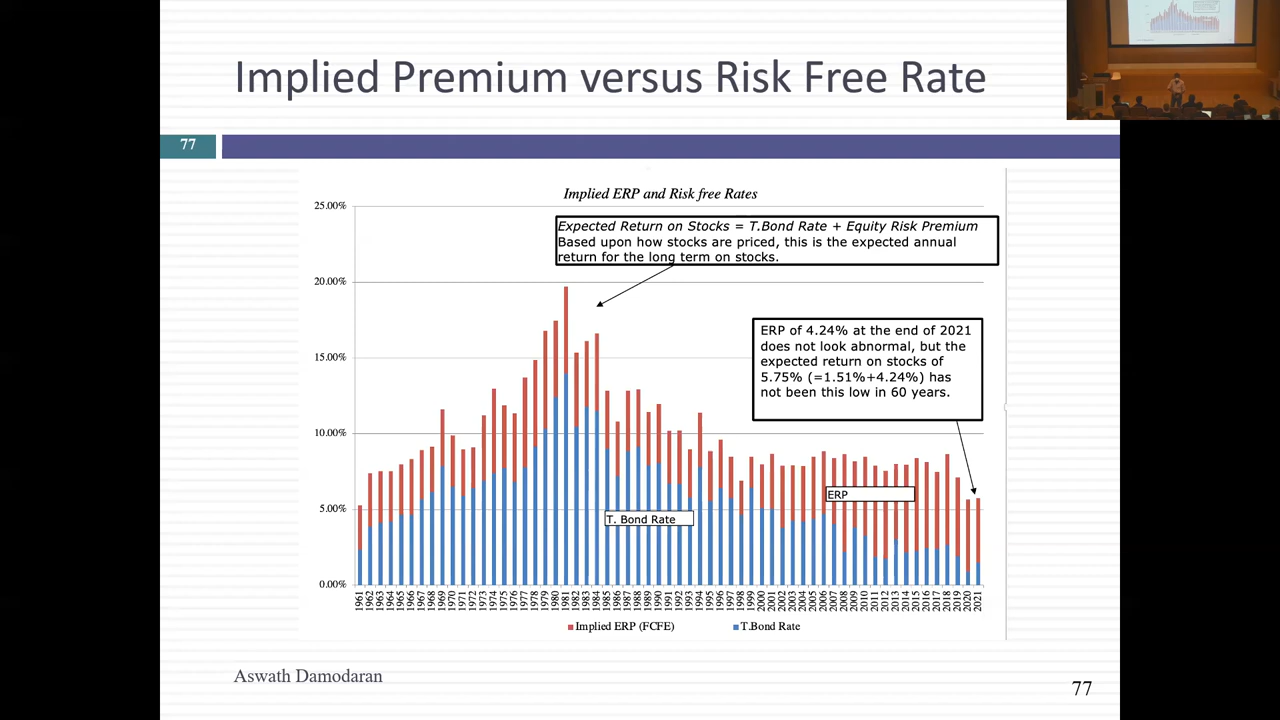 Implied Premium versus Risk Free Rate
77
Implied ERP and Risk free Rates
25.00%
20.00%
15.00%
10.00%
5.00%
0.00%
Expected Return on Stocks = T.Bond Rate + Equity Risk Premium
Based upon how stocks are priced, this is the expected annual
return for the long term on stocks.
ERP of 4.24% at the end of 2021
does not look abnormal, but the
expected return on stocks of
5.75% (=1.51%+4.24%) has
not been this low in 60 years.
ERP
T. Bond Rate
1961 1962 1963 1964 1965 1966 1967 1968 1969 1970 1971 1972 1973 1974 1975 1976 1977 1978 1979 1980 1981 1982 1983 1984 1985 1986 1987 1988 1989 1990 1991 1992 1993 1994 1995 1996 1997 1998 1999 2000 2001 2002 2003 2004 2005 2006 2007 2008 2009 2010 2011 2012 2013 2014 2015 2016 2017 2018 2019 2020 2021
Implied ERP (FCFE) T.Bond Rate
Aswath Damodaran
77